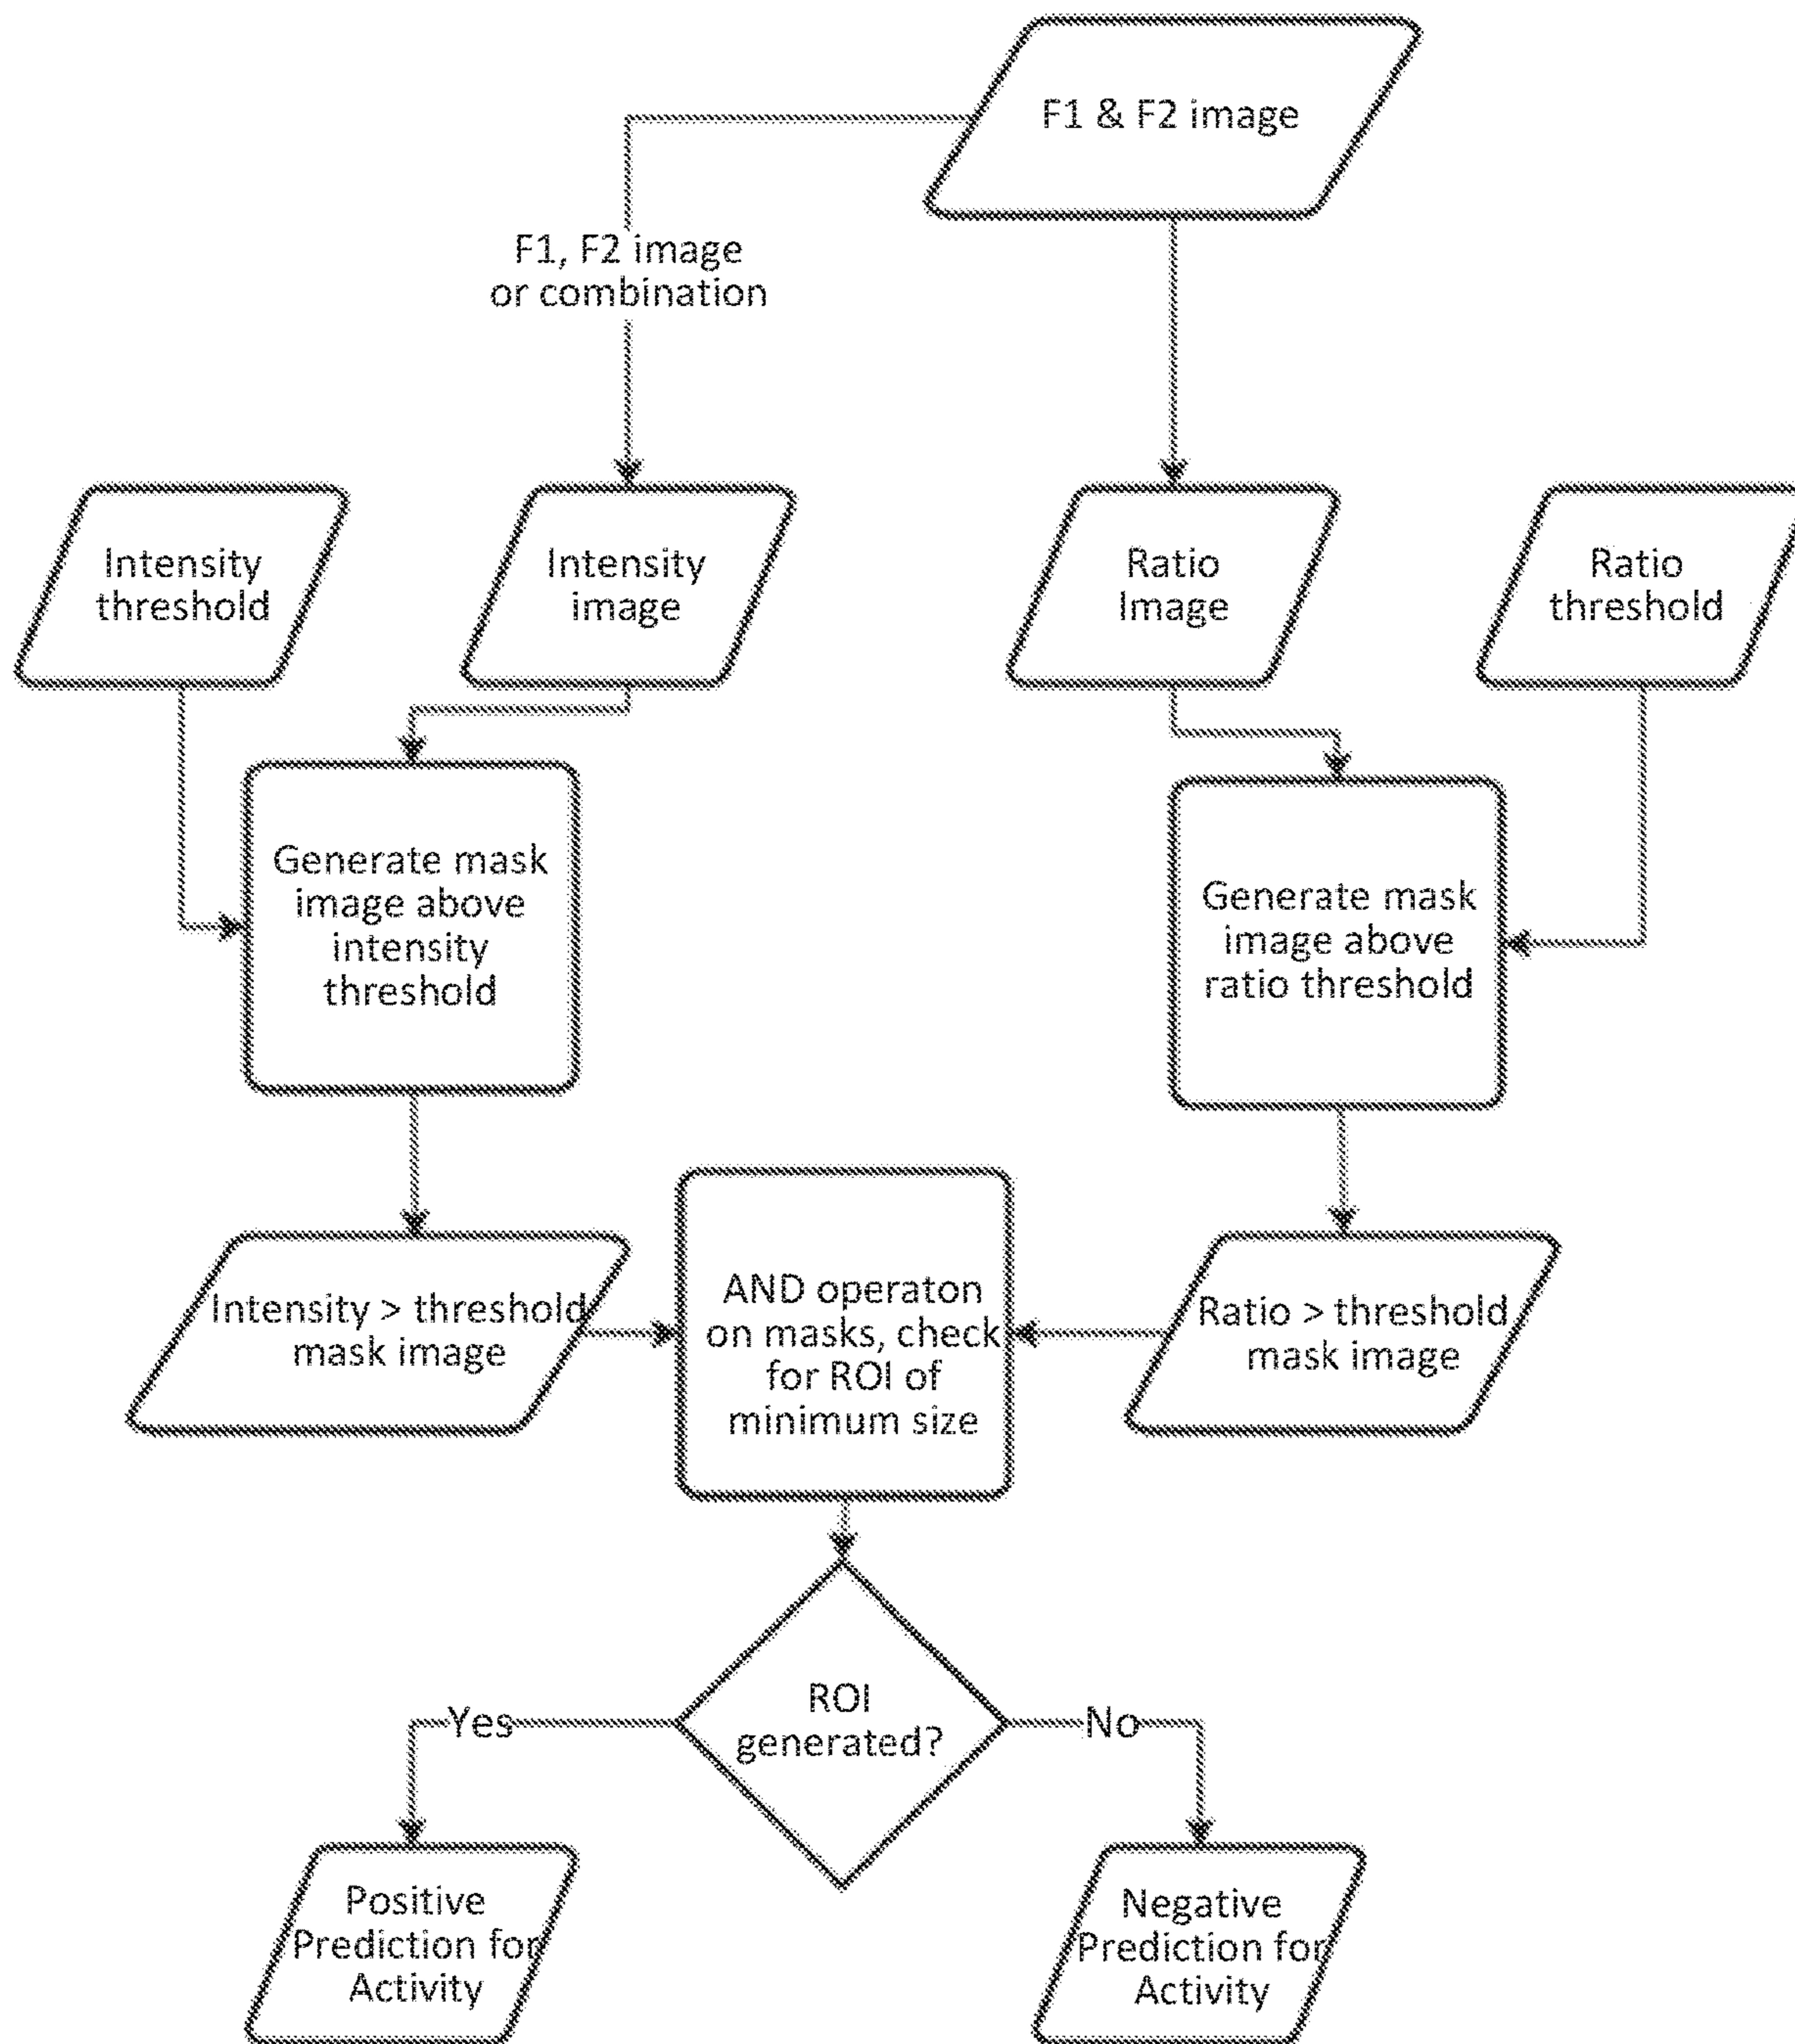 F1 & F2 image
F1, F2 image
or combination
Intensity
threshold
Intensity
image
Ratio
Image
Ratio
threshold
Generate mask
image above
intensity
threshold
Generate mask
image above
ratio threshold
Intensity > threshold
mask image
AND operaton
on masks, check
for ROI of
minimum size
Ratio > threshold
mask image
ROI
generated?
Yes
No
Positive
Prediction for
Activity
Negative
Prediction for
Activity